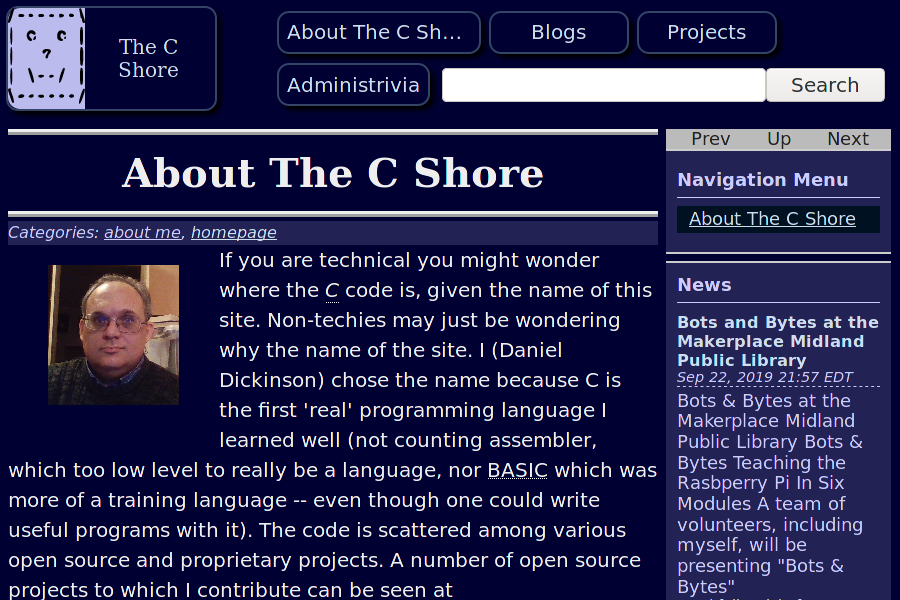 The C
Shore
About The C Sh...
Blogs
Projects
Administrivia
Search
About The C Shore
Categories: about me, homepage
If you are technical you might wonder
where the C code is, given the name of this
site. Non-techies may just be wondering
why the name of the site. I (Daniel
Dickinson) chose the name because C is
the first 'real' programming language I
learned well (not counting assembler,
which too low level to really be a language, nor BASIC which was
more of a training language -- even though one could write
useful programs with it). The code is scattered among various
open source and proprietary projects. A number of open source
projects to which I contribute can be seen at
Prev Up Next
Navigation Menu
About The C Shore
News
Bots and Bytes at the
Makerplace Midland
Public Library
Sep 22, 2019 21:57 EDT
Bots & Bytes at the
Makerplace Midland
Public Library Bots &
Bytes Teaching the
Rasbperry Pi In Six
Modules A team of
volunteers, including
myself, will be
presenting "Bots &
Bytes"